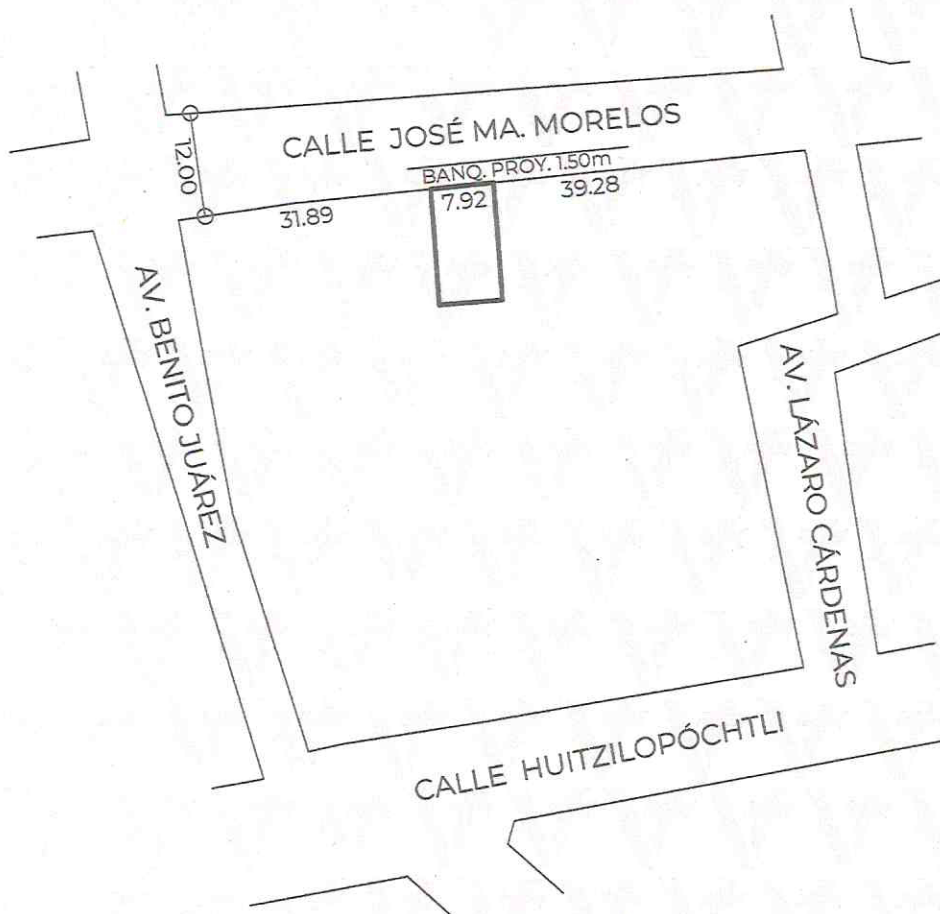 CALLE JOSÉ MA. MORELOS
12.00
BANQ. PROY. 1.50m
31.89
7.92
39.28
AV. BENITO JUÁREZ
AV. LÁZARO CÁRDENAS
CALLE HUITZILOPÓCHTLI